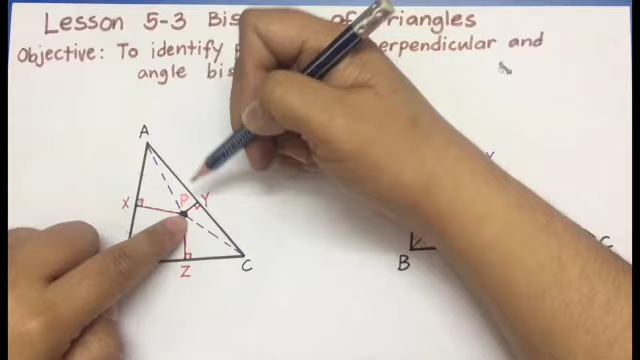 Lesson 5-3 Bis of Triangles
Objective: To identify p erpendicular and
angle bis
A
X
P
Y
Z
C
B
C